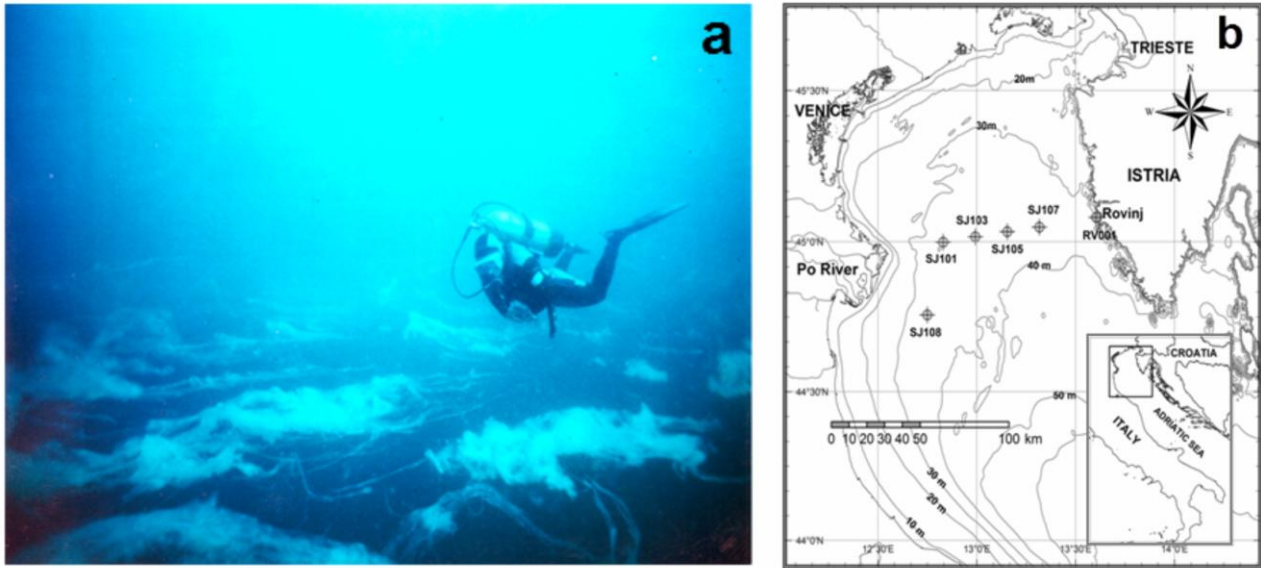 a
b
TRIESTE
20m
45°30'N
VENICE
N
W
E
S
30m
ISTRIA
SJ103
SJ107
Rovinj
RV001
SJ101
SJ105
45°0'N
40 m
Po River
SJ108
CROATIA
44°30'N
50 m
ITALY
ADRIATIC SEA
0 10 20 30 40 50 100 km
30 m
20 m
10 m
44°0'N
12°30'E
13°0'E
13°30'E
14°0'E